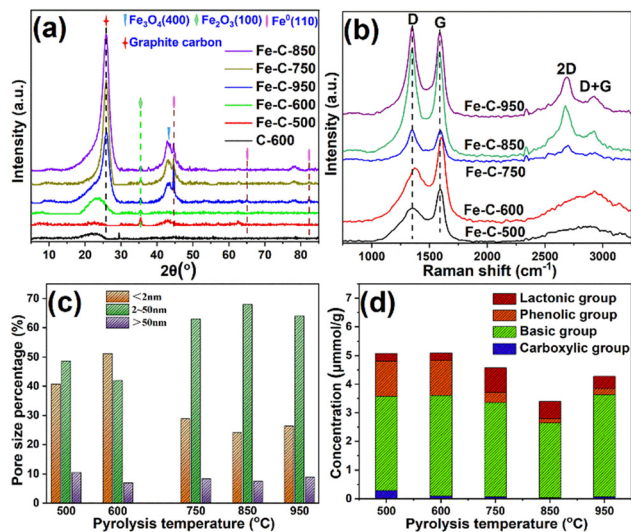 (a)
Fe₃O₄(400) Fe₂O₃(100) Fe⁰(110)
Graphite carbon
Fe-C-850
Fe-C-750
Fe-C-950
Fe-C-600
Fe-C-500
C-600
Intensity (a.u.)
10 20 30 40 50 60 70 80
2θ(°)
(b)
D G
2D
D+G
Fe-C-950
Fe-C-850
Fe-C-750
Fe-C-600
Fe-C-500
Intensity (a.u.)
1000 1500 2000 2500 3000
Raman shift (cm⁻¹)
(c)
<2nm
2~50nm
>50nm
Pore size percentage (%)
70
60
50
40
30
20
10
0
500 600 750 850 950
Pyrolysis temperature (°C)
(d)
Lactonic group
Phenolic group
Basic group
Carboxylic group
Concentration (μmmol/g)
7
6
5
4
3
2
1
0
500 600 750 850 950
Pyrolysis temperature (°C)